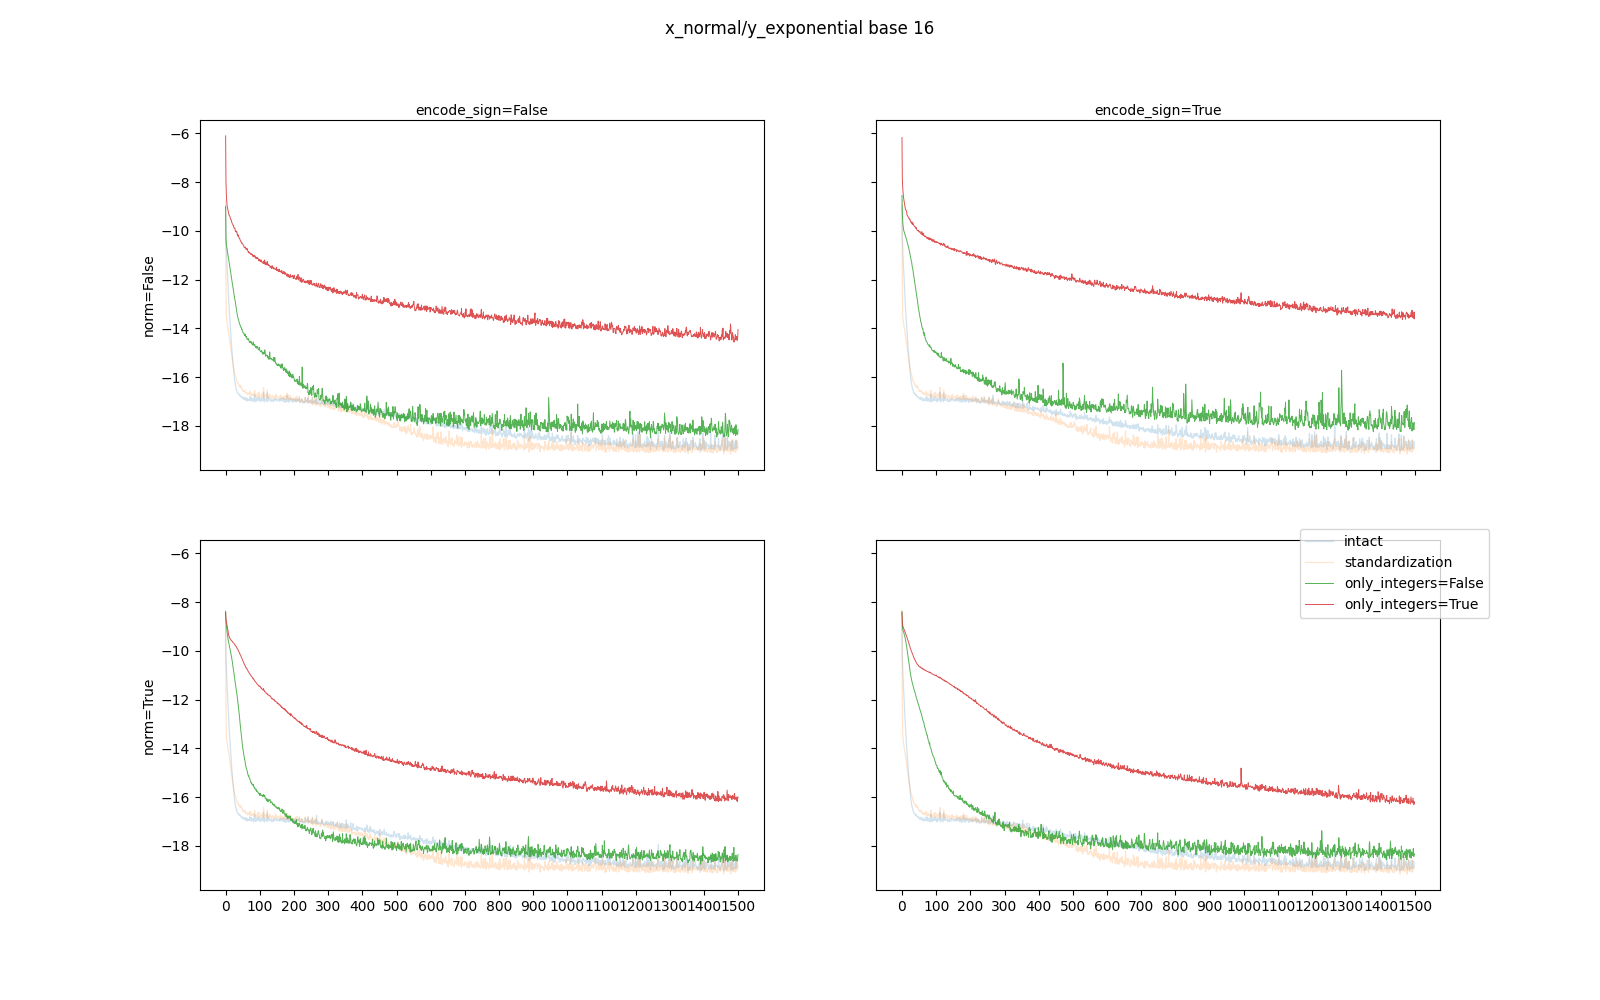 x_normal/y_exponential base 16
encode_sign=False
encode_sign=True
norm=False
−6
−8
−10
−12
−14
−16
−18
norm=True
−6
−8
−10
−12
−14
−16
−18
0 100 200 300 400 500 600 700 800 900 1000 1100 1200 1300 1400 1500
0 100 200 300 400 500 600 700 800 900 1000 1100 1200 1300 1400 1500
intact
standardization
only_integers=False
only_integers=True